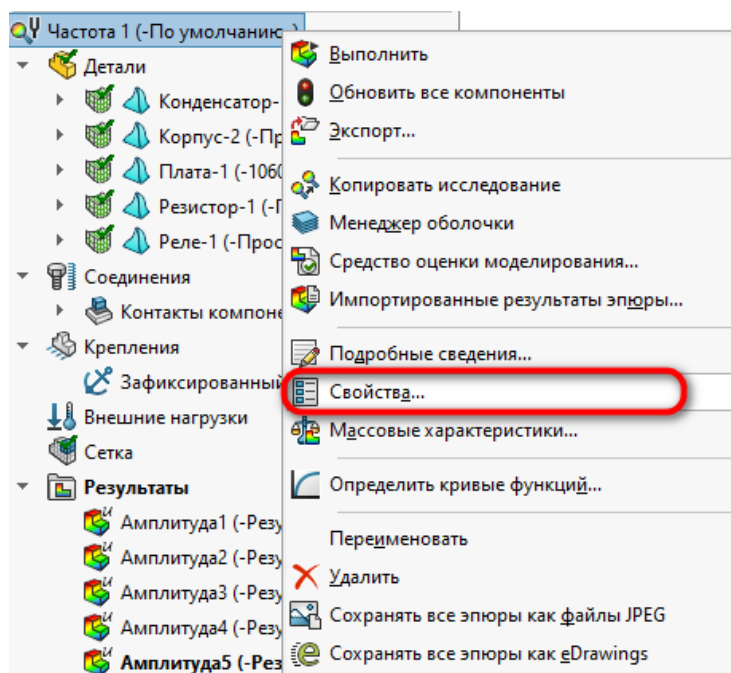 Частота 1 (-По умолчанию-)
Детали
Конденсатор-
Корпус-2 (-Пр
Плата-1 (-1060
Резистор-1 (-П
Реле-1 (-Прос
Соединения
Контакты компоне
Крепления
Зафиксированный
Внешние нагрузки
Сетка
Результаты
Амплитуда1 (-Резу
Амплитуда2 (-Резу
Амплитуда3 (-Резу
Амплитуда4 (-Резу
Амплитуда5 (-Рез
Выполнить
Обновить все компоненты
Экспорт...
Копировать исследование
Менеджер оболочки
Средство оценки моделирования...
Импортированные результаты эпюры...
Подробные сведения...
Свойства...
Массовые характеристики...
Определить кривые функций...
Переименовать
Удалить
Сохранять все эпюры как файлы JPEG
Сохранять все эпюры как eDrawings